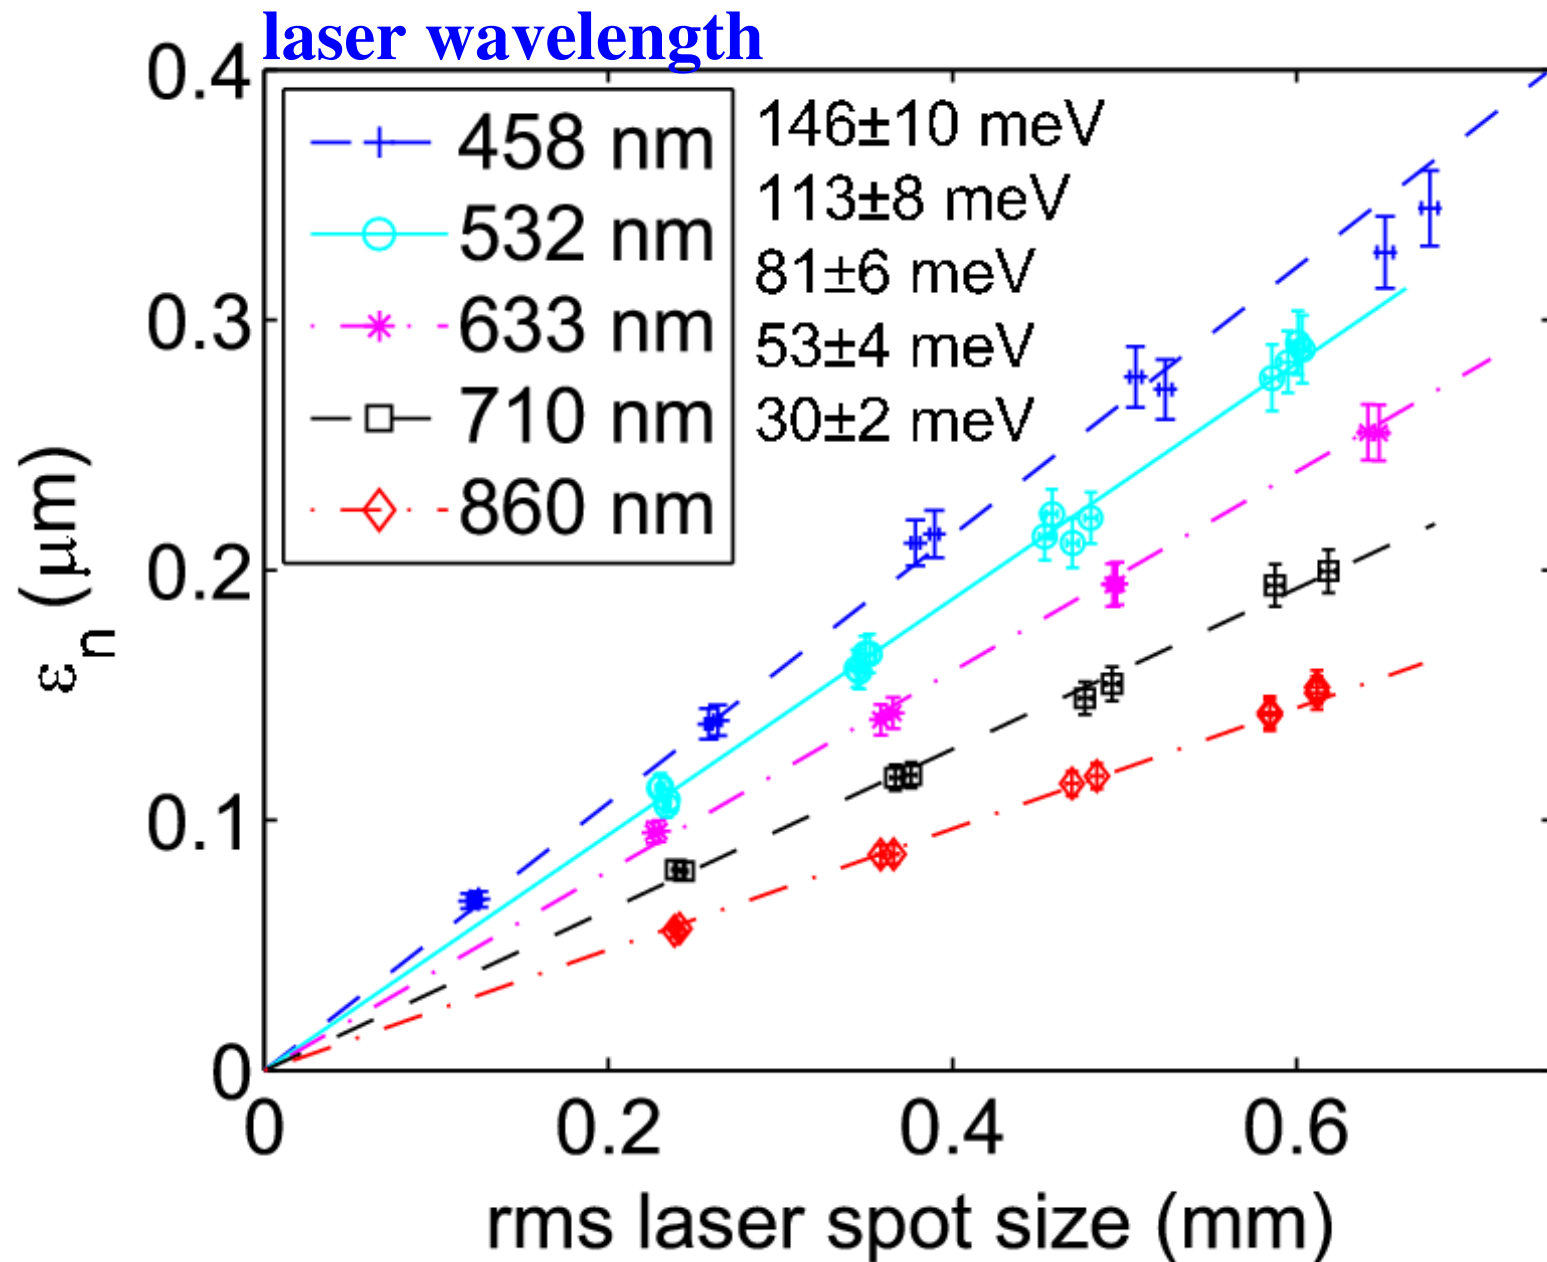 laser wavelength
458 nm 146±10 meV
532 nm 113±8 meV
633 nm 81±6 meV
710 nm 53±4 meV
860 nm 30±2 meV
0.4
0.3
0.2
0.1
0
εn (μm)
0 0.2 0.4 0.6
rms laser spot size (mm)